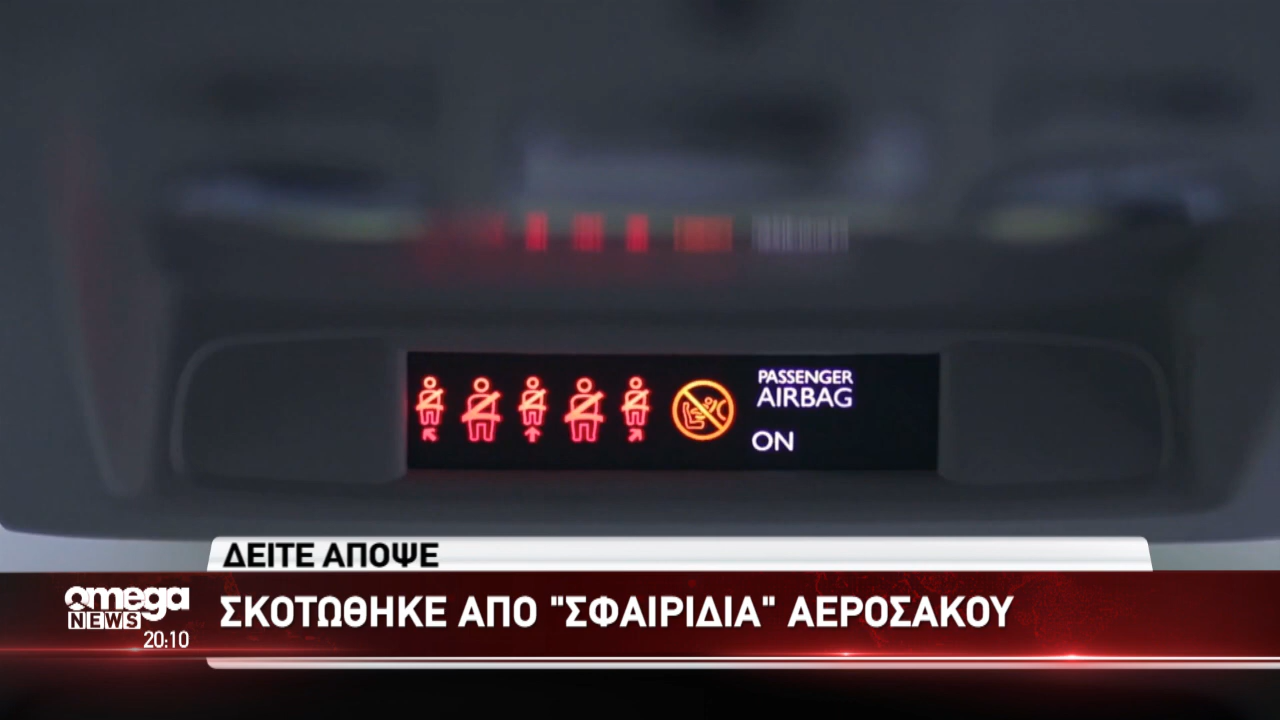 PASSENGER
AIRBAG
ON
ΔΕΙΤΕ ΑΠΟΨΕ
omega
NEWS
20:10
ΣΚΟΤΩΘΗΚΕ ΑΠΟ "ΣΦΑΙΡΙΔΙΑ" ΑΕΡΟΣΑΚΟΥ